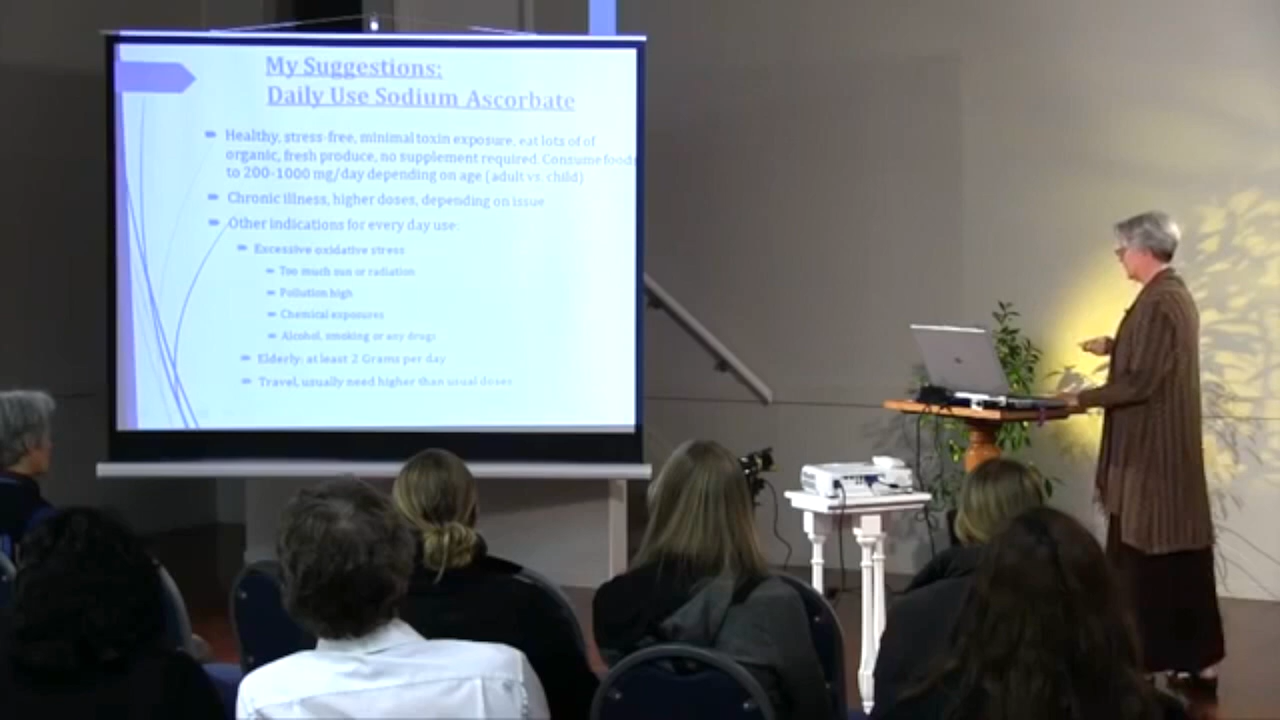 My Suggestions:
Daily Use Sodium Ascorbate
Healthy, stress-free, minimal toxin exposure, eat lots of of
organic, fresh produce, no supplement required. Consume foods
to 200-1000 mg/day depending on age (adult vs. child)
Chronic illness, higher doses, depending on issue
Other indications for every day use:
Excessive oxidative stress
Too much sun or radiation
Pollution high
Chemical exposures
Alcohol, smoking or any drugs
Elderly: at least 2 Grams per day
Travel, usually need higher than usual doses